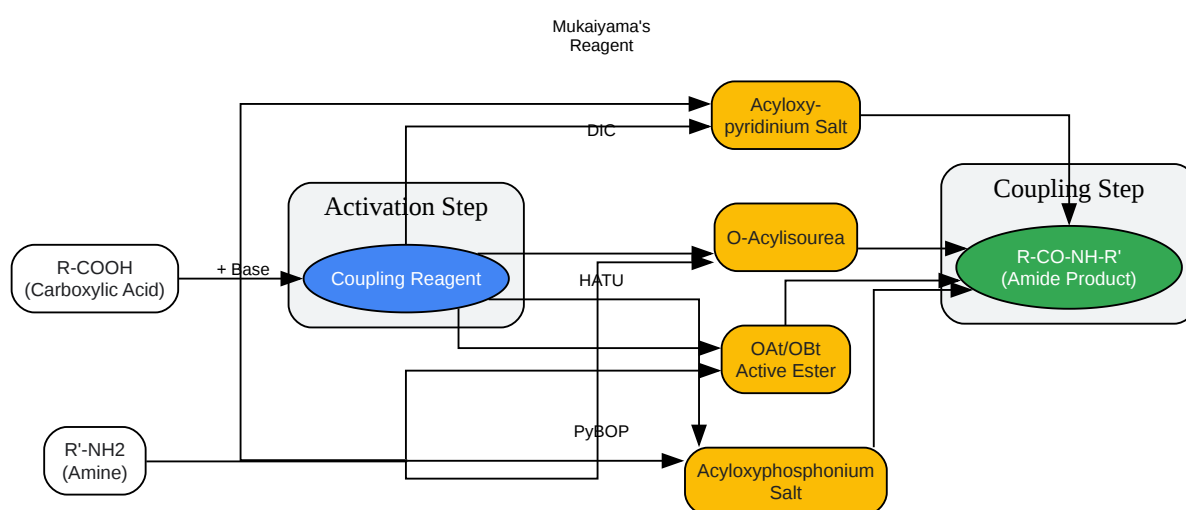 Mukaiyama's
Reagent
Acyloxy-
pyridinium Salt
DIC
Activation Step
Coupling Step
R-COOH
(Carboxylic Acid)
+ Base
Coupling Reagent
O-Acylisourea
R-CO-NH-R'
(Amide Product)
HATU
OAt/OBt
Active Ester
PyBOP
R'-NH2
(Amine)
Acyloxyphosphonium
Salt